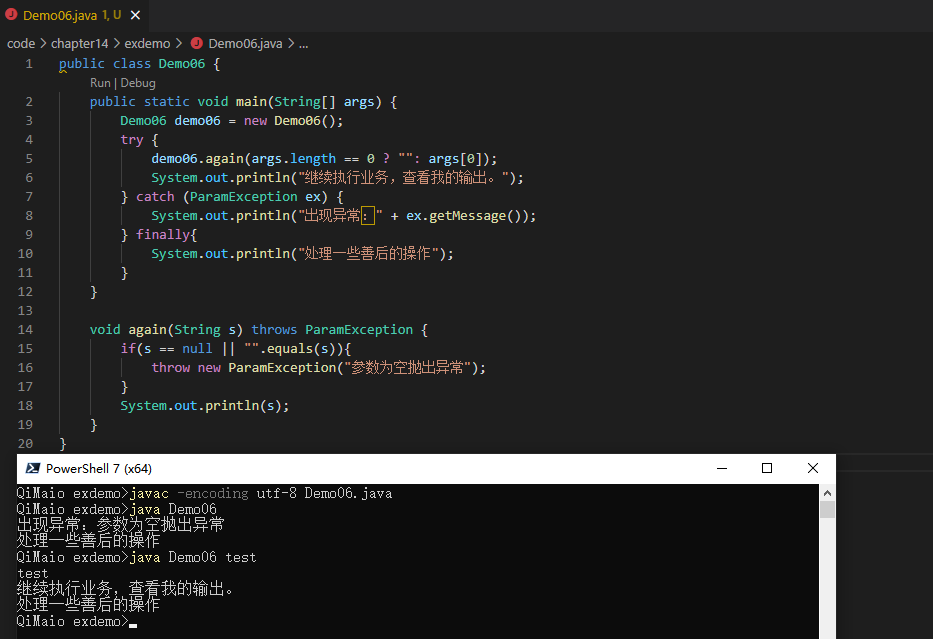 Demo06.java 1, U
code > chapter14 > exdemo > Demo06.java > ...
1 public class Demo06 {
Run | Debug
2 public static void main(String[] args) {
3 Demo06 demo06 = new Demo06();
4 try {
5 demo06.again(args.length == 0 ? "": args[0]);
6 System.out.println("继续执行业务，查看我的输出。");
7 } catch (ParamException ex) {
8 System.out.println("出现异常：" + ex.getMessage());
9 } finally{
10 System.out.println("处理一些善后的操作");
11 }
12 }
13
14 void again(String s) throws ParamException {
15 if(s == null || "".equals(s)){
16 throw new ParamException("参数为空抛出异常");
17 }
18 System.out.println(s);
19 }
20 }
PowerShell 7 (x64)
QiMaio exdemo>javac -encoding utf-8 Demo06.java
QiMaio exdemo>java Demo06
出现异常：参数为空抛出异常
处理一些善后的操作
QiMaio exdemo>java Demo06 test
test
继续执行业务，查看我的输出。
处理一些善后的操作
QiMaio exdemo>